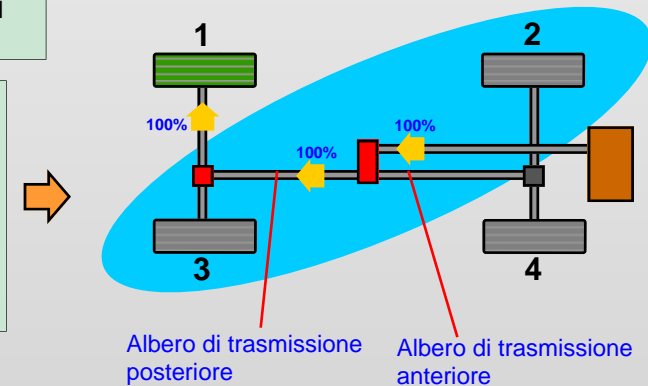 1
2
100%
100%
100%
3
4
Albero di trasmissione
posteriore
Albero di trasmissione
anteriore